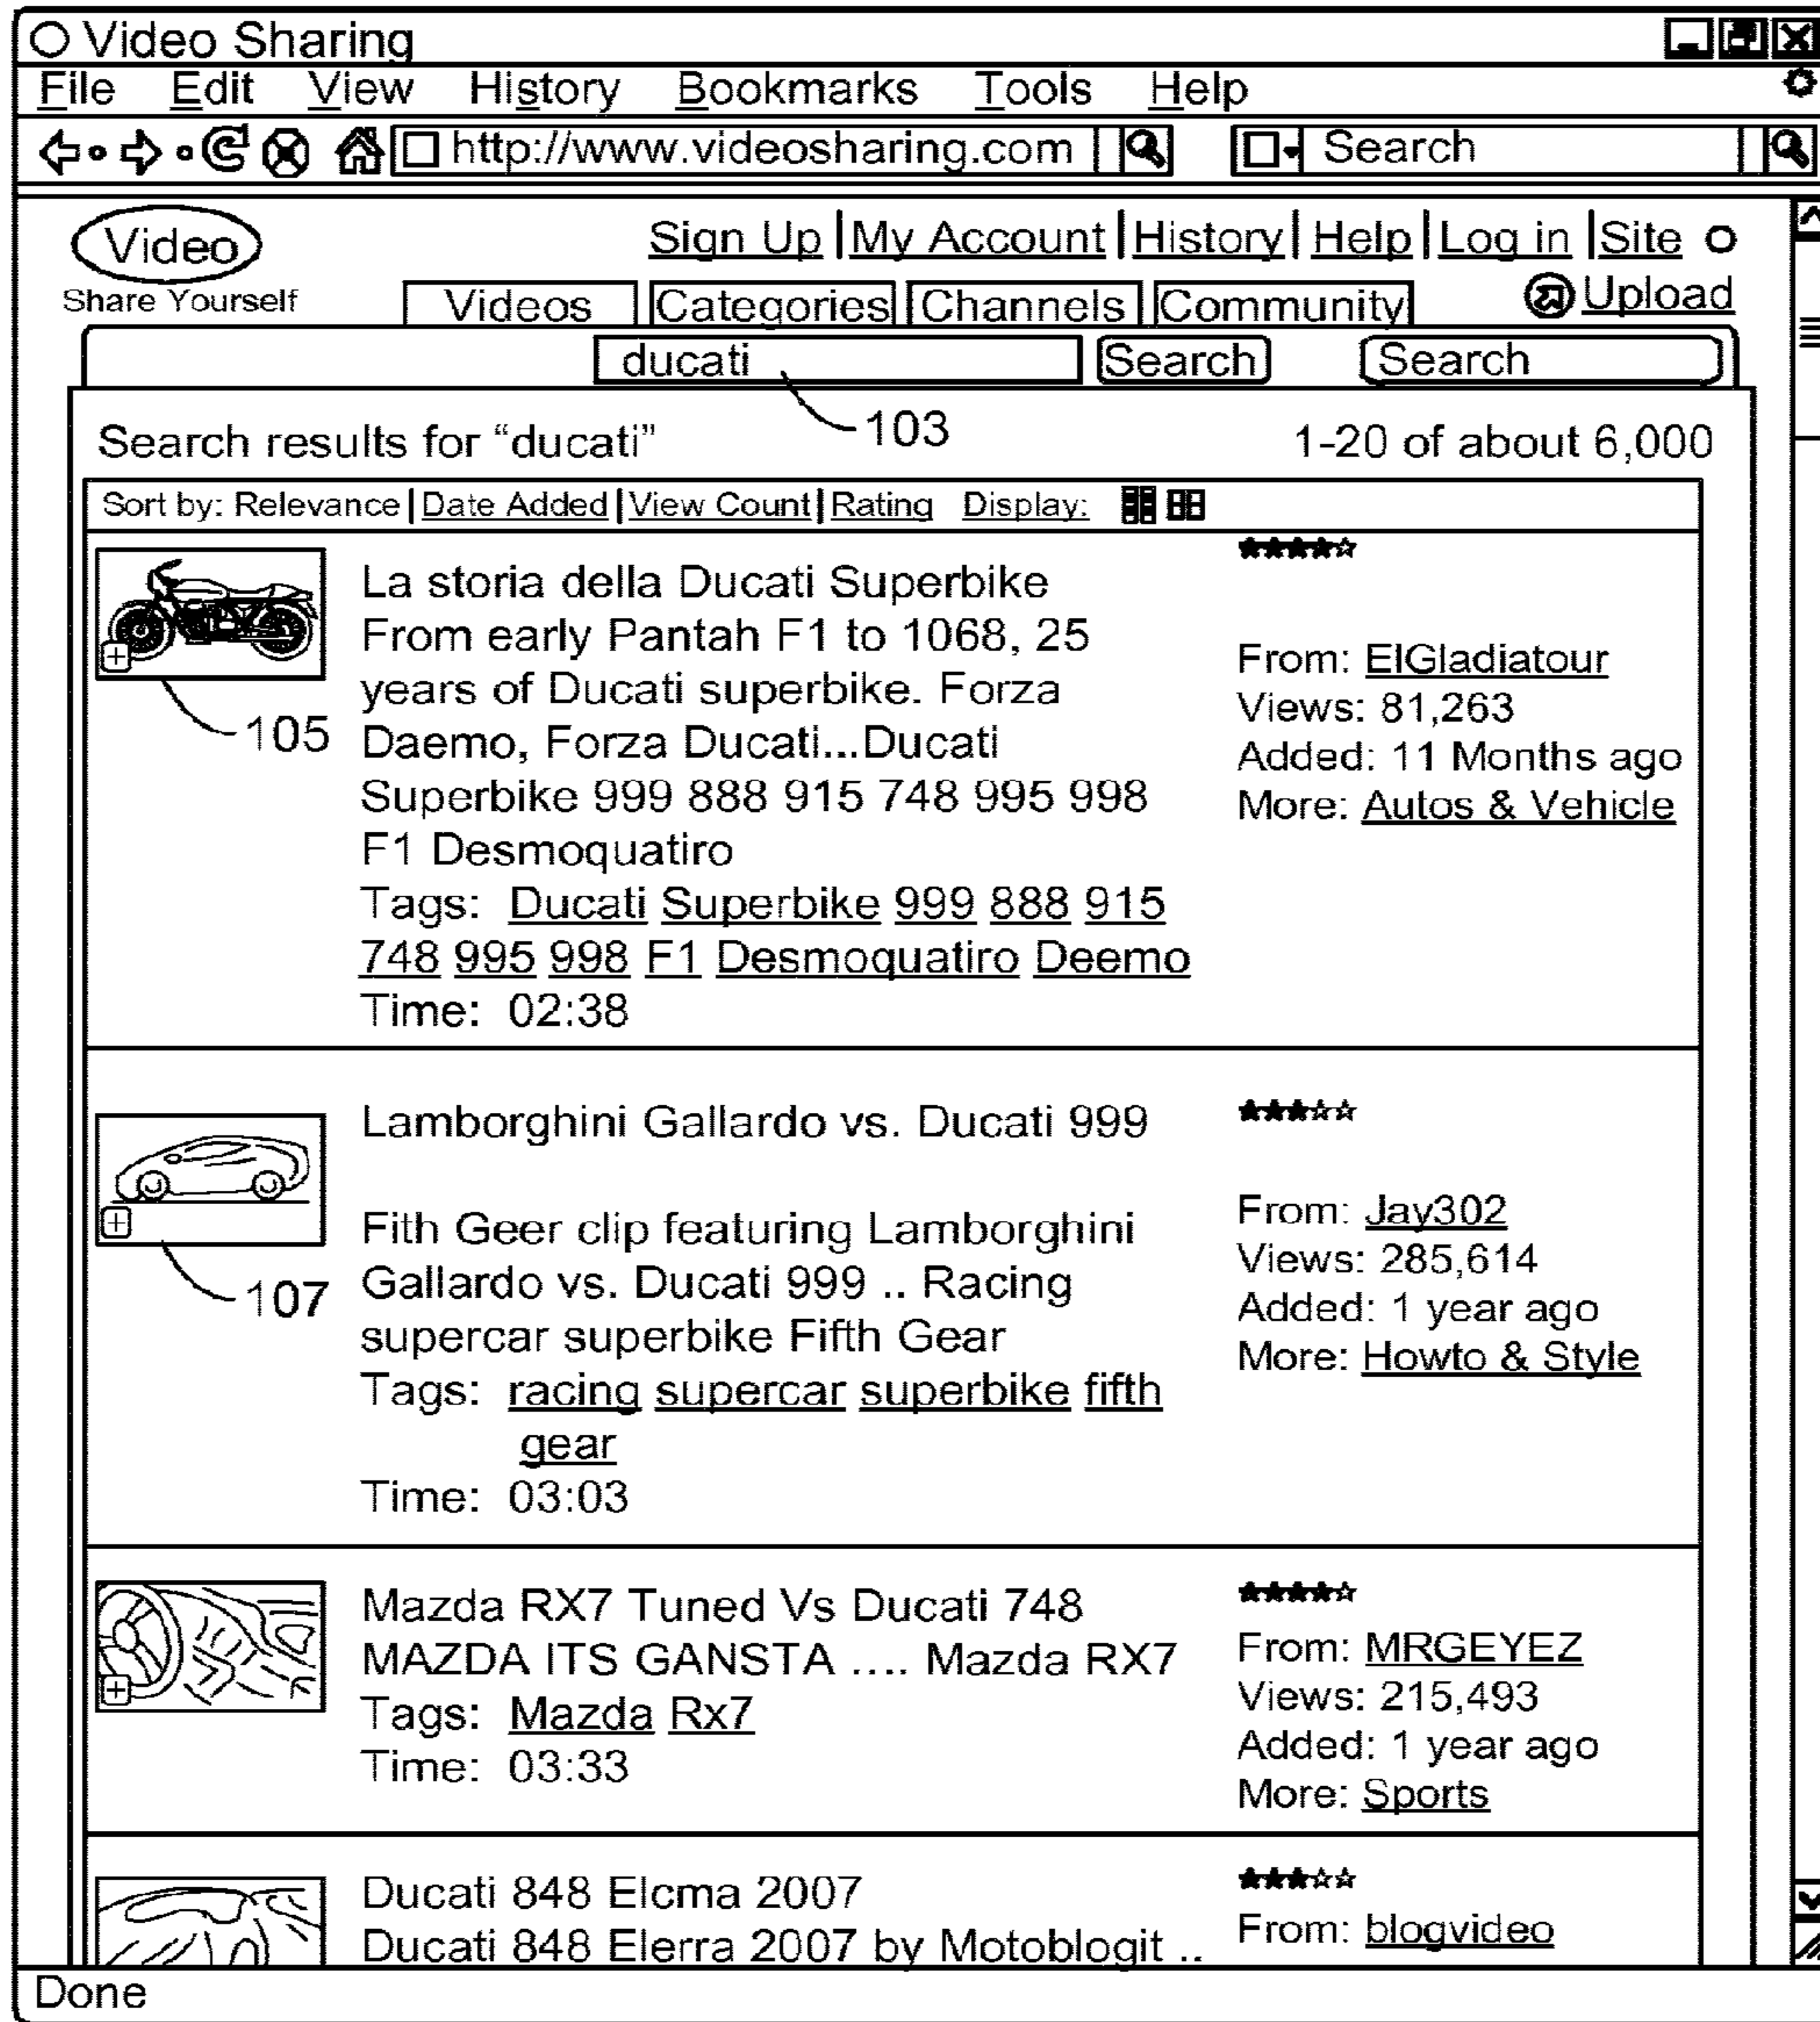 Video Sharing
File Edit View History Bookmarks Tools Help
http://www.videosharing.com Search
Video
Share Yourself
Sign Up | My Account | History | Help | Log in | Site
Videos Categories Channels Community Upload
ducati Search Search
103
Search results for “ducati” 1-20 of about 6,000
Sort by: Relevance | Date Added | View Count | Rating Display:
La storia della Ducati Superbike
From early Pantah F1 to 1068, 25
years of Ducati superbike. Forza
Daemo, Forza Ducati...Ducati
Superbike 999 888 915 748 995 998
F1 Desmoquatiro
Tags: Ducati Superbike 999 888 915
748 995 998 F1 Desmoquatiro Deemo
Time: 02:38
From: ElGladiatour
Views: 81,263
Added: 11 Months ago
More: Autos & Vehicle
105
Lamborghini Gallardo vs. Ducati 999
Fith Geer clip featuring Lamborghini
Gallardo vs. Ducati 999 .. Racing
supercar superbike Fifth Gear
Tags: racing supercar superbike fifth
gear
Time: 03:03
From: Jay302
Views: 285,614
Added: 1 year ago
More: Howto & Style
107
Mazda RX7 Tuned Vs Ducati 748
MAZDA ITS GANSTA .... Mazda RX7
Tags: Mazda Rx7
Time: 03:33
From: MRGEYEZ
Views: 215,493
Added: 1 year ago
More: Sports
Ducati 848 Elcma 2007
Ducati 848 Elerra 2007 by Motoblogit ..
From: blogvideo
Done